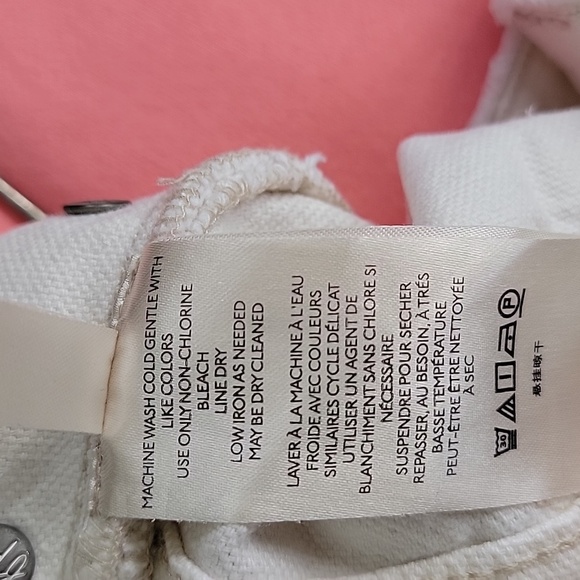 MACHINE WASH COLD GENTLE WITH
LIKE COLORS
USE ONLY NON-CHLORINE
BLEACH
LINE DRY
LOW IRON AS NEEDED
MAY BE DRY CLEANED
LAVER À LA MACHINE À L'EAU
FROIDE AVEC COULEURS
SIMILAIRES CYCLE DÉLICAT
UTILISER UN AGENT DE
BLANCHIMENT SANS CHLORE SI
NÉCESSAIRE
SUSPENDRE POUR SECHER
REPASSER, AU BESOIN, À TRÈS
BASSE TEMPÉRATURE
PEUT-ÊTRE ÊTRE NETTOYÉE
À SEC
30
P
悬挂晾干